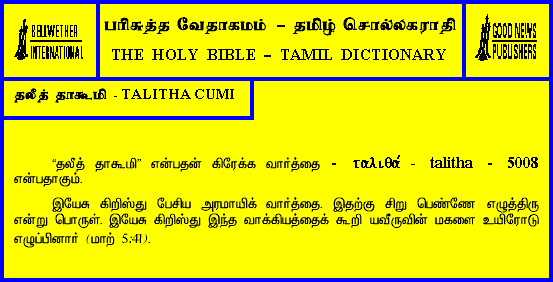 BELLWETHER
INTERNATIONAL
பரிசுத்த வேதாகமம் – தமிழ் சொல்லகராதி
THE HOLY BIBLE – TAMIL DICTIONARY
GOOD NEWS
PUBLISHERS
தலீத் தாகூமி - TALITHA CUMI
“தலீத் தாகூமி” என்பதன் கிரேக்க வார்த்தை - ταλιθά - talitha - 5008
என்பதாகும்.
இயேசு கிறிஸ்து பேசிய அரமாயிக் வார்த்தை. இதற்கு சிறு பெண்ணே எழுத்திரு
என்று பொருள். இயேசு கிறிஸ்து இந்த வாக்கியத்தைக் கூறி யவீருவின் மகளை உயிரோடு
எழுப்பினார் (மாற் 5:41).